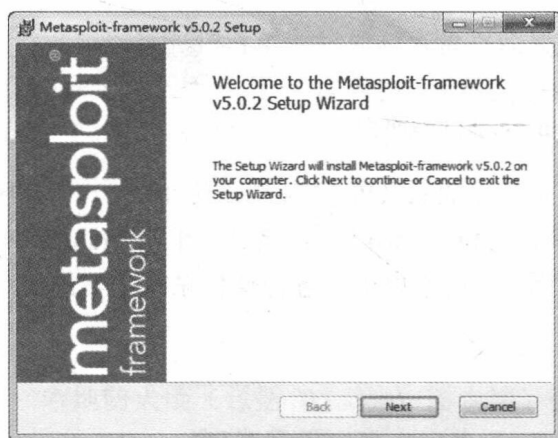 Metasploit-framework v5.0.2 Setup
metasploit®
framework
Welcome to the Metasploit-framework
v5.0.2 Setup Wizard
The Setup Wizard will install Metasploit-framework v5.0.2 on
your computer. Click Next to continue or Cancel to exit the
Setup Wizard.
Back
Next
Cancel